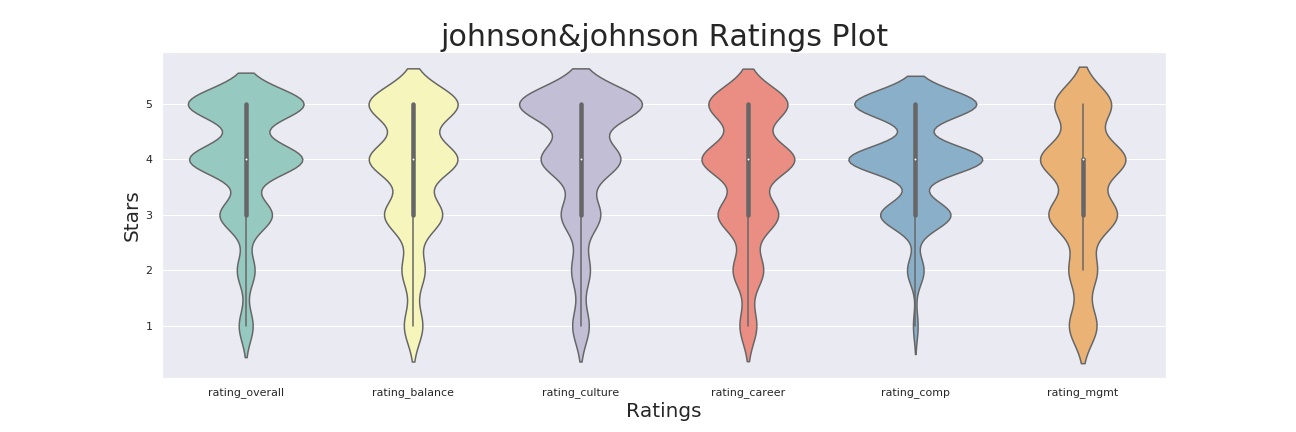 johnson&johnson Ratings Plot
Stars
5
4
3
2
1
rating_overall rating_balance rating_culture rating_career rating_comp rating_mgmt
Ratings